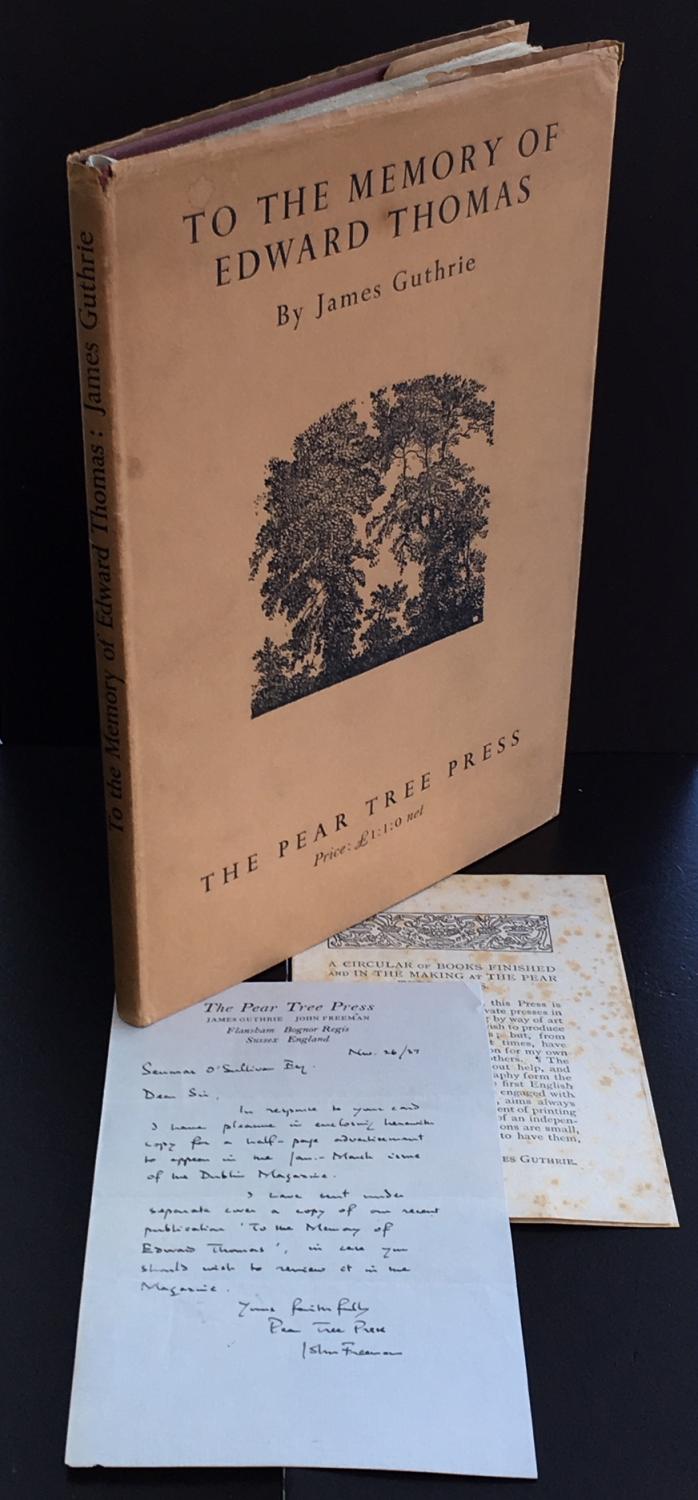 TO THE MEMORY OF
EDWARD THOMAS
By James Guthrie
THE PEAR TREE PRESS
Price: £1:1:0 net
To the Memory of Edward Thomas: James Guthrie
A CIRCULAR OF BOOKS FINISHED
AND IN THE MAKING AT THE PEAR
this Press is
presses in
by way of art
to produce
but, from
times, have
for my own
others. ¶ The
out help, and
form the
first English
engaged with
aims always
of printing
of an indepen-
are small,
to have them,
GUTHRIE.
The Pear Tree Press
JAMES GUTHRIE JOHN FREEMAN
Flansham Bognor Regis
Sussex England
Nov. 26/37
Seumas O'Sullivan Esq.
Dear Sir,
In response to your card
I have pleasure in enclosing herewith
copy for a half-page advertisement
to appear in the Jan.-March issue
of the Dublin Magazine.
I have sent under
separate cover a copy of our recent
publication 'To the Memory of
Edward Thomas', in case you
should wish to review it in the
Magazine.
Yours faithfully
Pear Tree Press
John Freeman